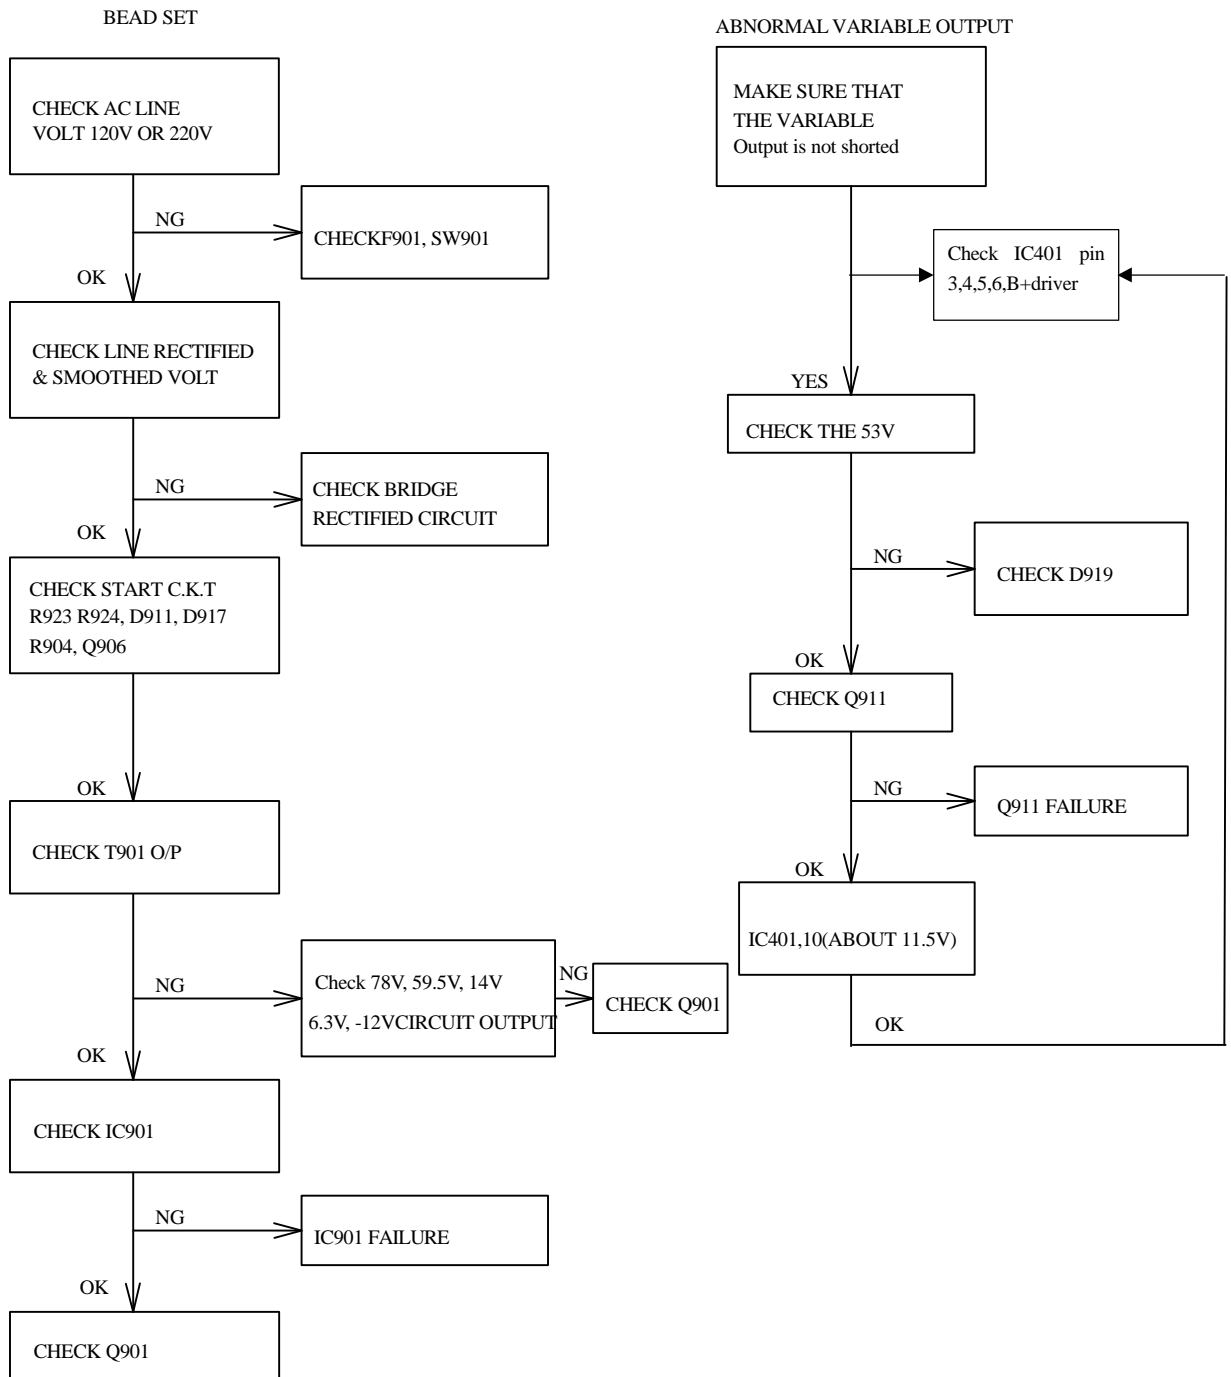 BEAD SET
CHECK AC LINE
VOLT 120V OR 220V
NG
CHECKF901, SW901
OK
CHECK LINE RECTIFIED
& SMOOTHED VOLT
NG
CHECK BRIDGE
RECTIFIED CIRCUIT
OK
CHECK START C.K.T
R923 R924, D911, D917
R904, Q906
OK
CHECK T901 O/P
NG
Check 78V, 59.5V, 14V
6.3V, -12VCIRCUIT OUTPUT
NG
CHECK Q901
OK
CHECK IC901
NG
IC901 FAILURE
OK
CHECK Q901
ABNORMAL VARIABLE OUTPUT
MAKE SURE THAT
THE VARIABLE
Output is not shorted
Check IC401 pin
3,4,5,6,B+driver
YES
CHECK THE 53V
NG
CHECK D919
OK
CHECK Q911
NG
Q911 FAILURE
OK
IC401,10(ABOUT 11.5V)
OK